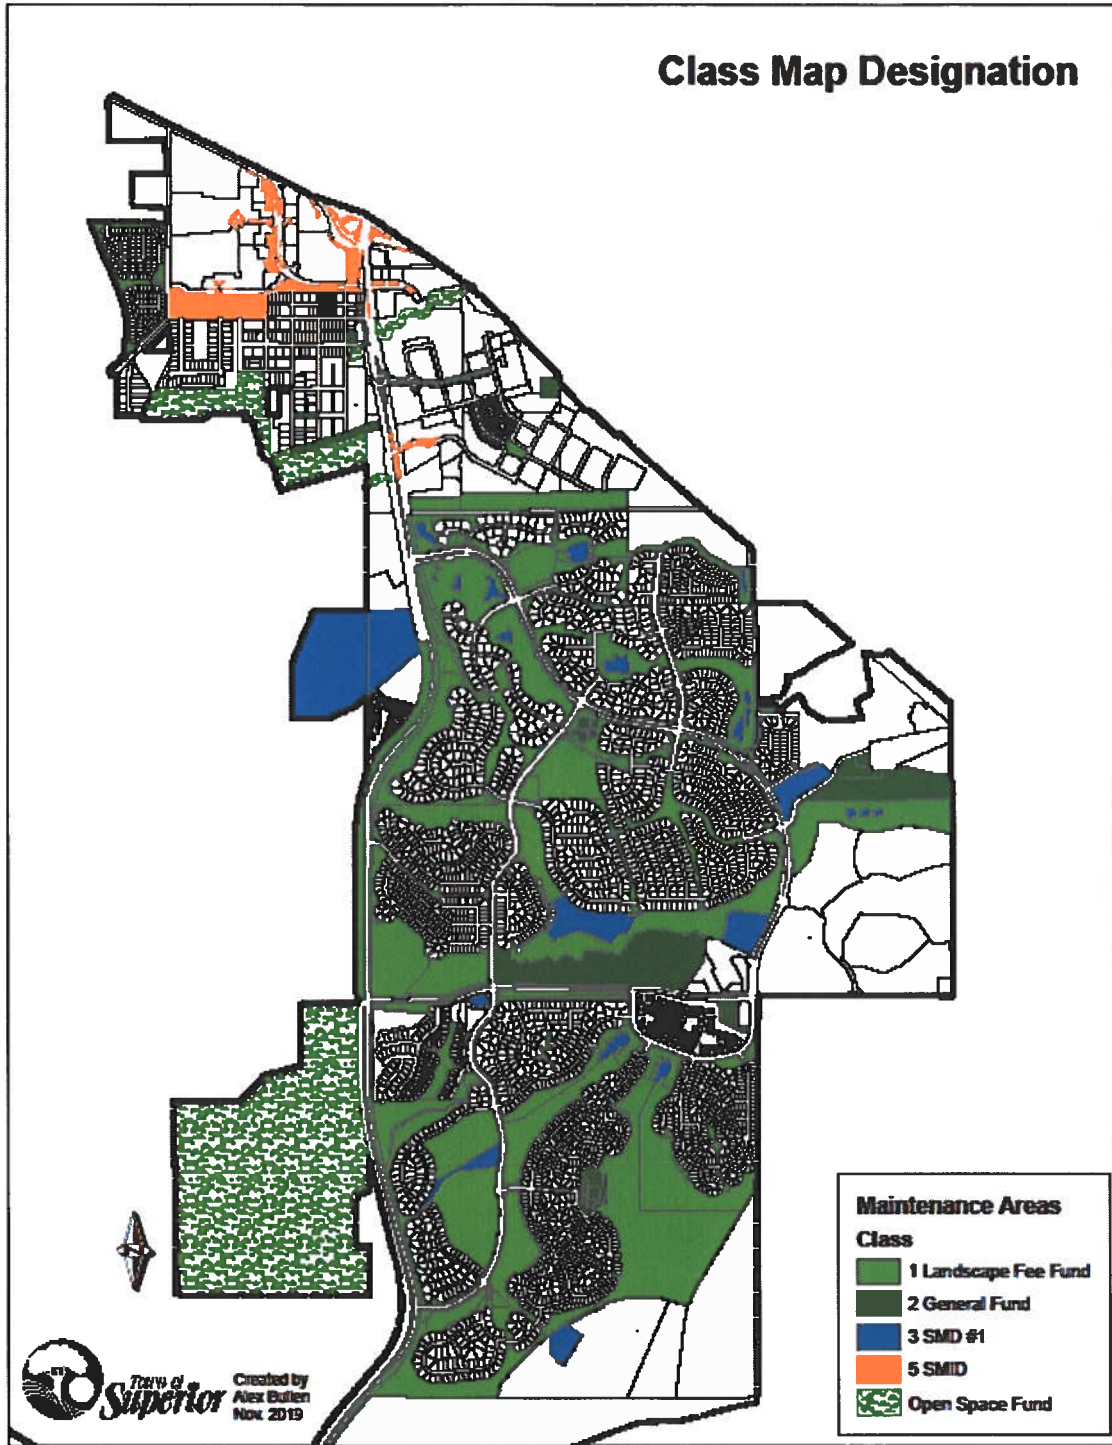 Class Map Designation
Maintenance Areas
Class
1 Landscape Fee Fund
2 General Fund
3 SMD #1
5 SMID
Open Space Fund
Town of
Superior
Created by
Alex Bullen
Nov. 2019